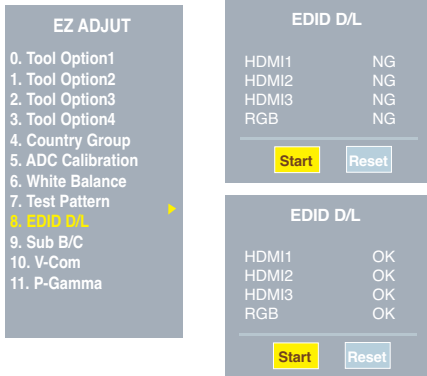 EZ ADJUT
0. Tool Option1
1. Tool Option2
2. Tool Option3
3. Tool Option4
4. Country Group
5. ADC Calibration
6. White Balance
7. Test Pattern
8. EDID D/L
9. Sub B/C
10. V-Com
11. P-Gamma
EDID D/L
HDMI1 NG
HDMI2 NG
HDMI3 NG
RGB NG
Start Reset
EDID D/L
HDMI1 OK
HDMI2 OK
HDMI3 OK
RGB OK
Start Reset